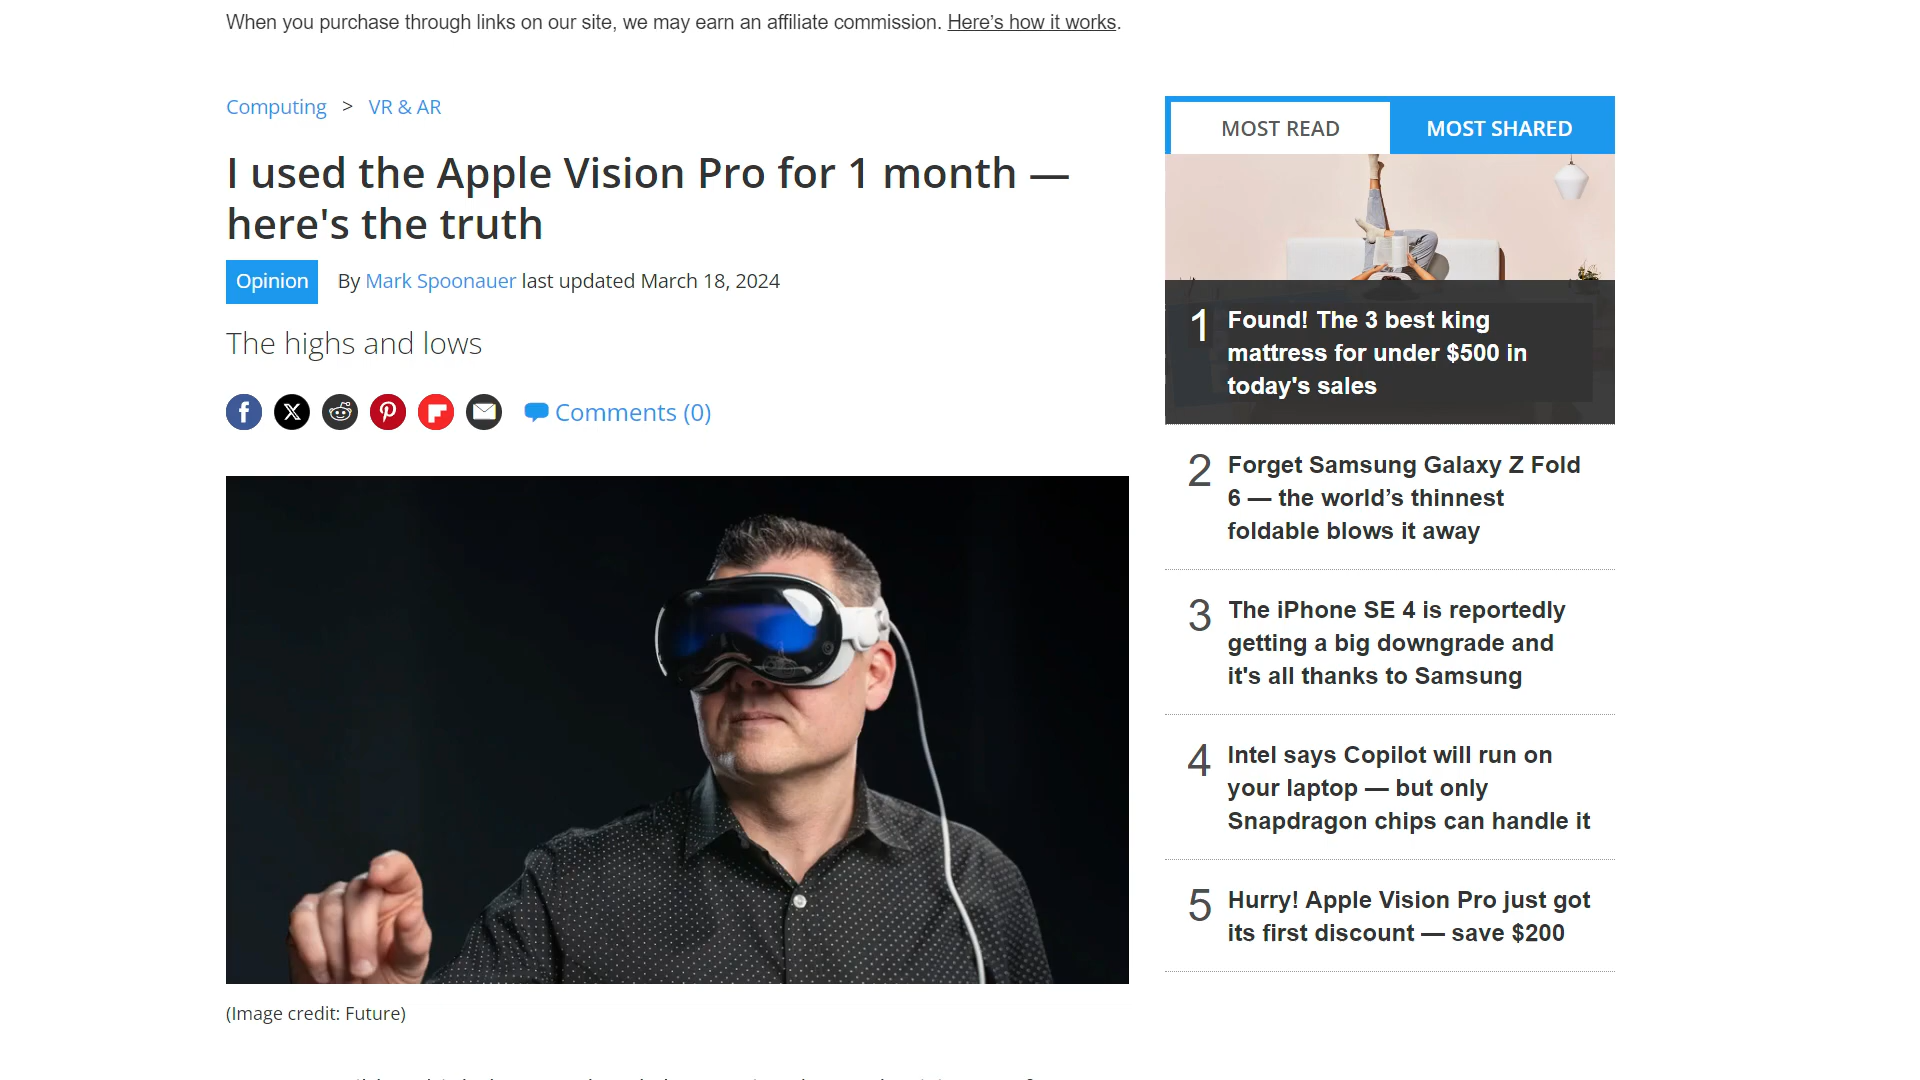 When you purchase through links on our site, we may earn an affiliate commission. Here’s how it works.
Computing > VR & AR
I used the Apple Vision Pro for 1 month —
here's the truth
Opinion By Mark Spoonauer last updated March 18, 2024
The highs and lows
Comments (0)
(Image credit: Future)
MOST READ MOST SHARED
1 Found! The 3 best king
mattress for under $500 in
today's sales
2 Forget Samsung Galaxy Z Fold
6 — the world’s thinnest
foldable blows it away
3 The iPhone SE 4 is reportedly
getting a big downgrade and
it's all thanks to Samsung
4 Intel says Copilot will run on
your laptop — but only
Snapdragon chips can handle it
5 Hurry! Apple Vision Pro just got
its first discount — save $200